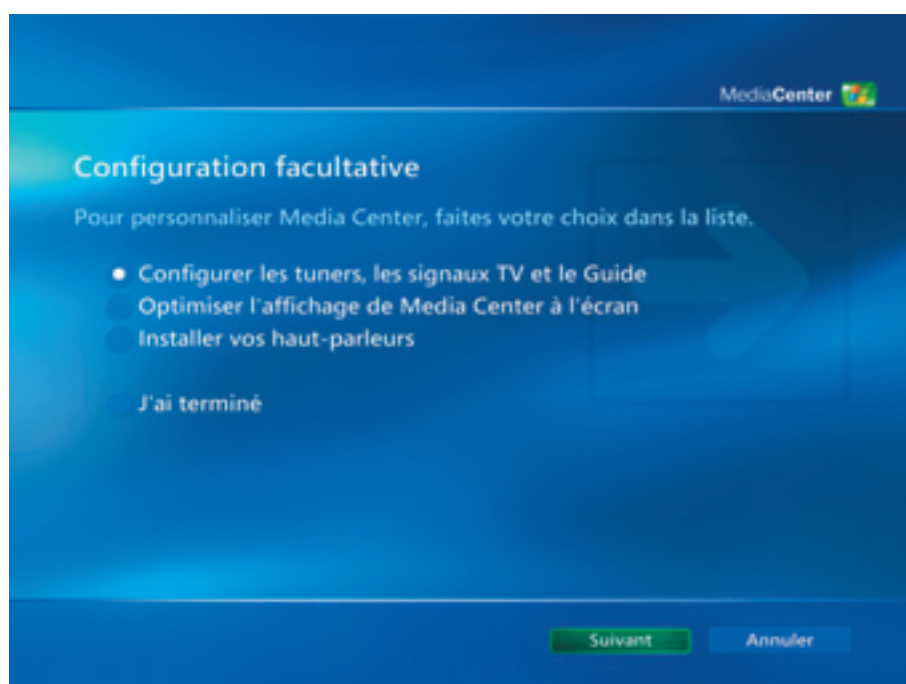 MediaCenter
Configuration facultative
Pour personnaliser Media Center, faites votre choix dans la liste.
Configurer les tuners, les signaux TV et le Guide
Optimiser l'affichage de Media Center à l'écran
Installer vos haut-parleurs
J'ai terminé
Suivant Annuler